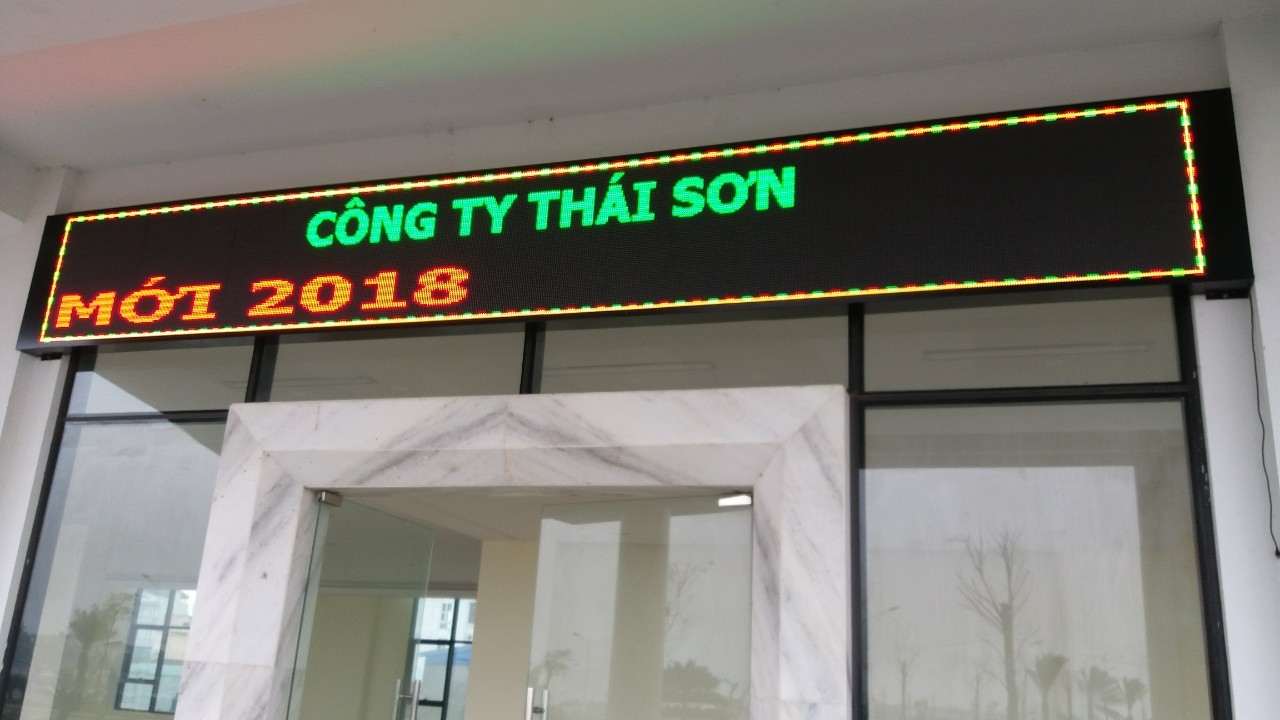 CÔNG TY THÁI SƠN
MỚI 2018